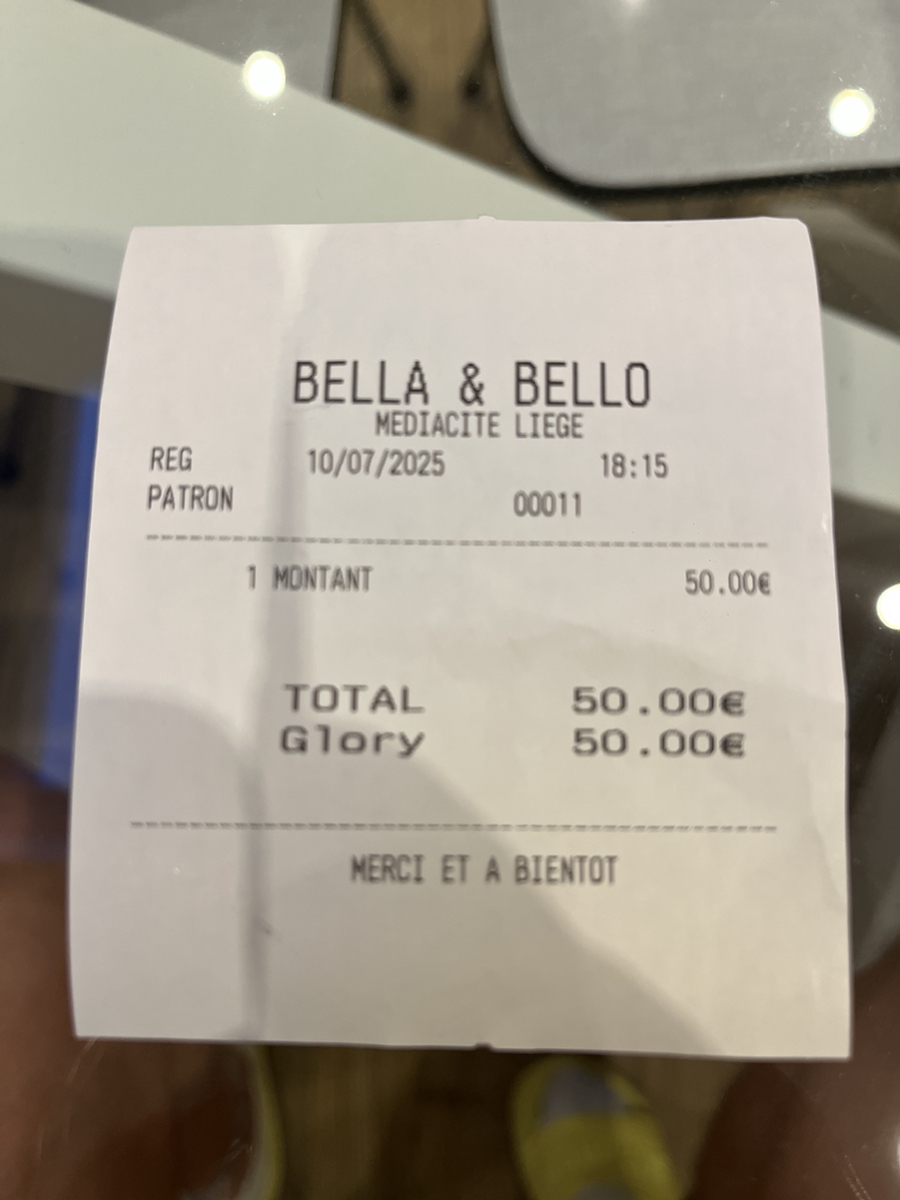 BELLA & BELLO
MEDIACITE LIEGE
REG 10/07/2025 18:15
PATRON 00011
1 MONTANT 50.00€
TOTAL 50.00€
Glory 50.00€
MERCI ET A BIENTOT